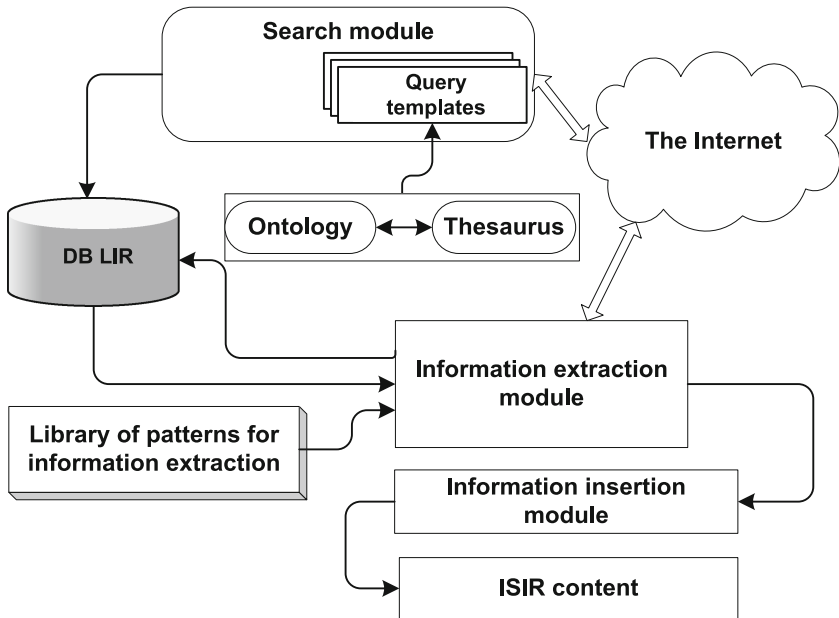 Search module
Query
templates
The Internet
Ontology
Thesaurus
DB LIR
Information extraction
module
Library of patterns for
information extraction
Information insertion
module
ISIR content